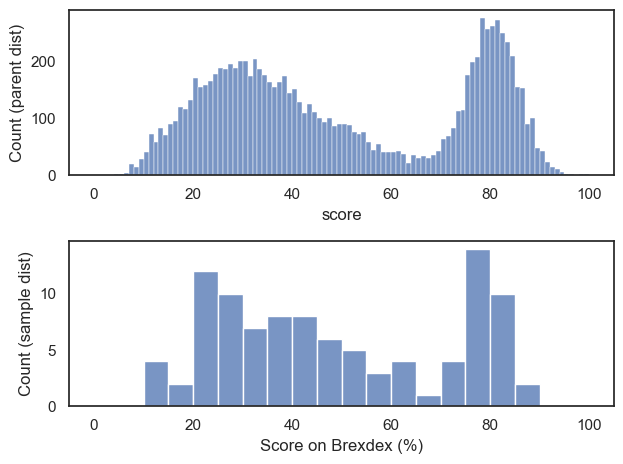 Count (parent dist)
200
100
0
0 20 40 60 80 100
score
Count (sample dist)
10
5
0
0 20 40 60 80 100
Score on Brexdex (%)